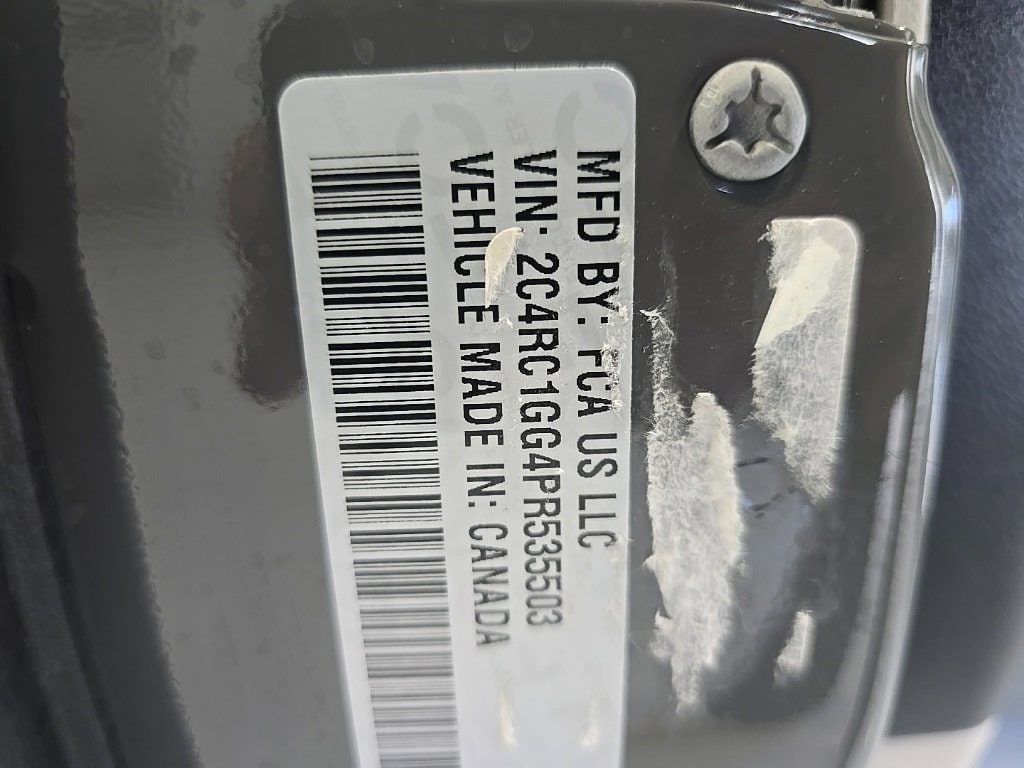 MFD BY: FCA US LLC
VIN: 2C4RC1GG4PR535503
VEHICLE MADE IN: CANADA